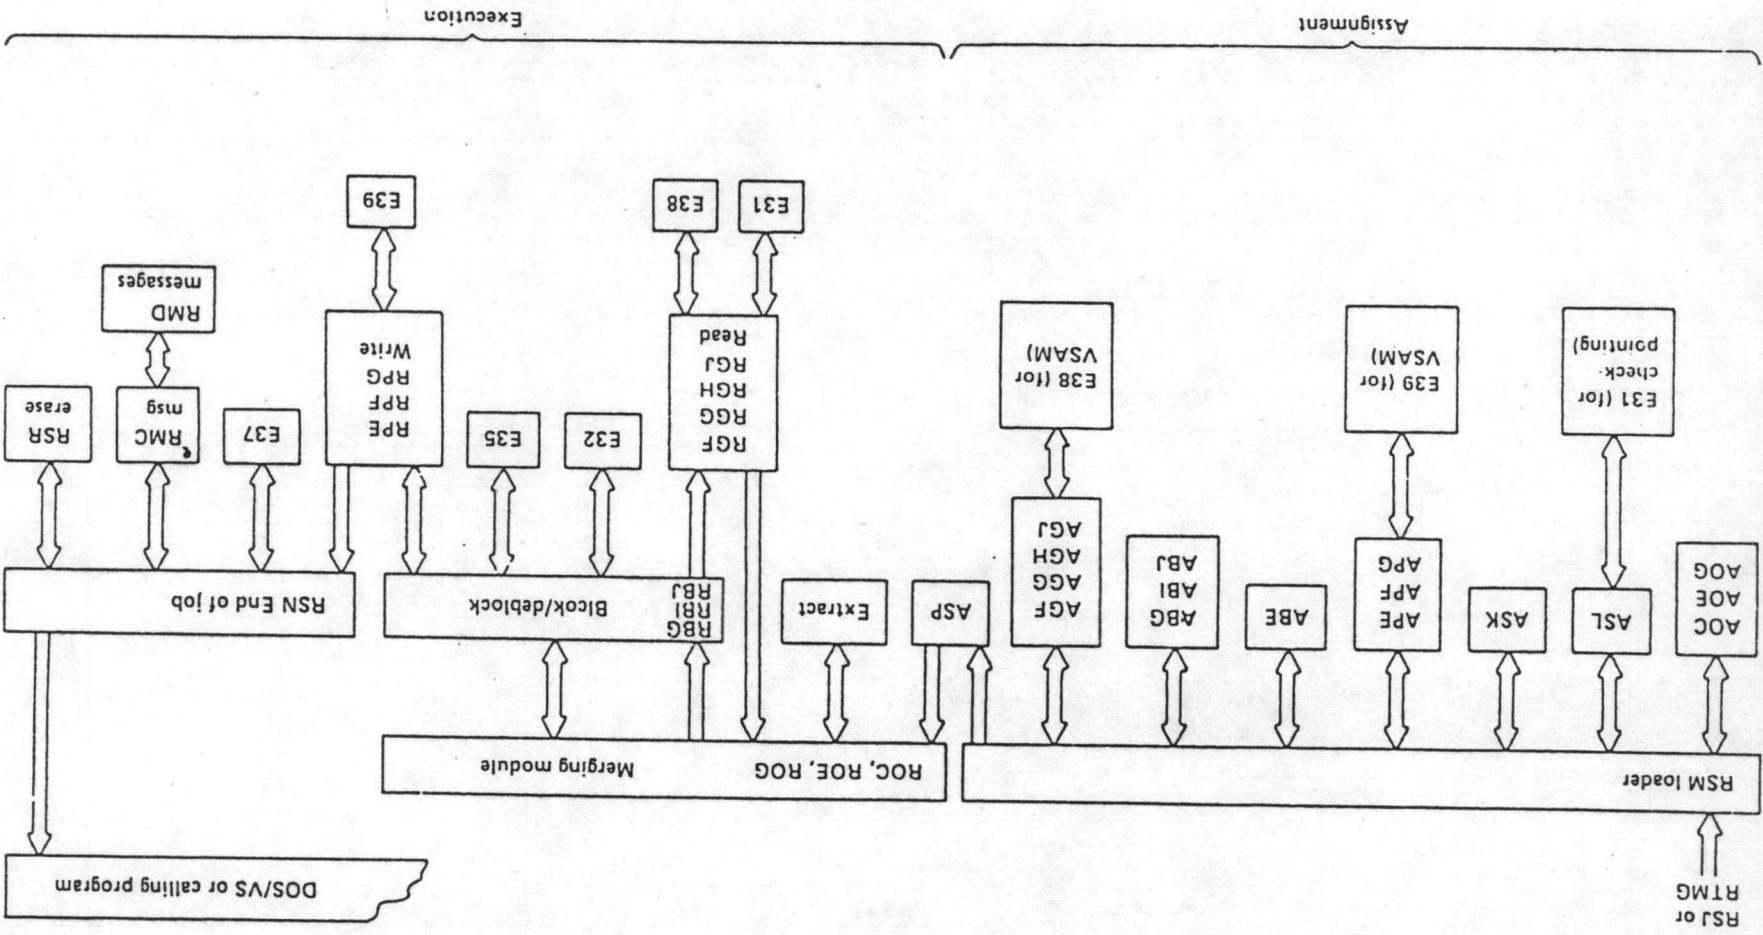 RSJ or
RTMG
DOS/VS or calling program
RSM loader
ROC, ROE, ROG
Merging module
AOC
AOE
AOG
ASL
ASK
APE
APF
APG
ABE
ABG
ABI
ABJ
AGF
AGG
AGH
AGJ
ASP
Extract
RBG
RBI
RBJ
Blcok/deblock
RSN End of job
E31 (for
check-
pointing)
E39 (for
VSAM)
E38 (for
VSAM)
RGF
RGG
RGH
RGJ
Read
E32
E35
RPE
RPF
RPG
Write
E37
RMC
msg
RSR
erase
RMD
messages
E31
E38
E39
Assignment
Execution